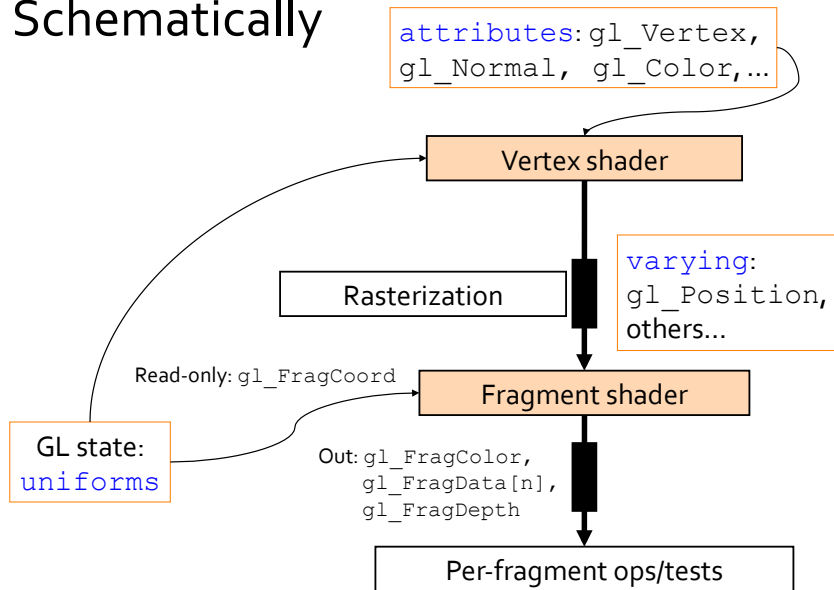 Schematically
attributes: gl_Vertex,
gl_Normal, gl_Color,…
Vertex shader
varying:
gl_Position,
others…
Rasterization
Read-only: gl_FragCoord
Fragment shader
GL state:
uniforms
Out: gl_FragColor,
gl_FragData[n],
gl_FragDepth
Per-fragment ops/tests